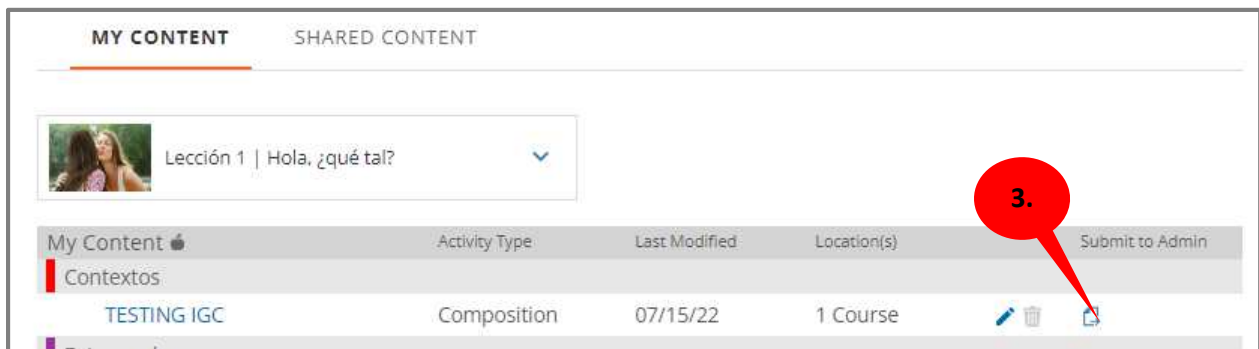 MY CONTENT SHARED CONTENT
Lección 1 | Hola, ¿qué tal?
3.
My Content Activity Type Last Modified Location(s) Submit to Admin
Contextos
TESTING IGC Composition 07/15/22 1 Course